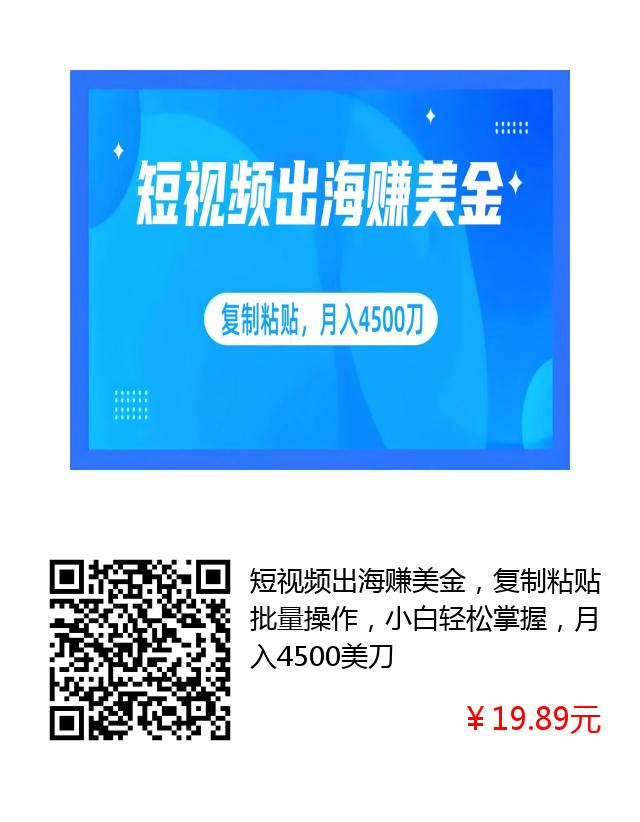 短视频出海赚美金
复制粘贴，月入4500刀
短视频出海赚美金，复制粘贴
批量操作，小白轻松掌握，月
入4500美刀
￥19.89元